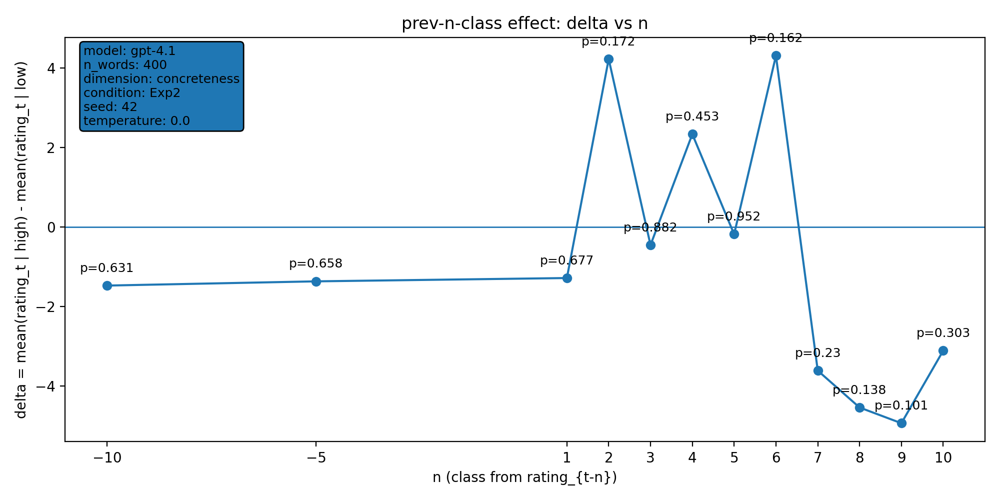 prev-n-class effect: delta vs n
model: gpt-4.1
n_words: 400
dimension: concreteness
condition: Exp2
seed: 42
temperature: 0.0
delta = mean(rating_t | high) - mean(rating_t | low)
4
2
0
−2
−4
p=0.631
p=0.658
p=0.677
p=0.172
p=0.882
p=0.453
p=0.952
p=0.162
p=0.23
p=0.138
p=0.101
p=0.303
−10
−5
1
2
3
4
5
6
7
8
9
10
n (class from rating_{t-n})